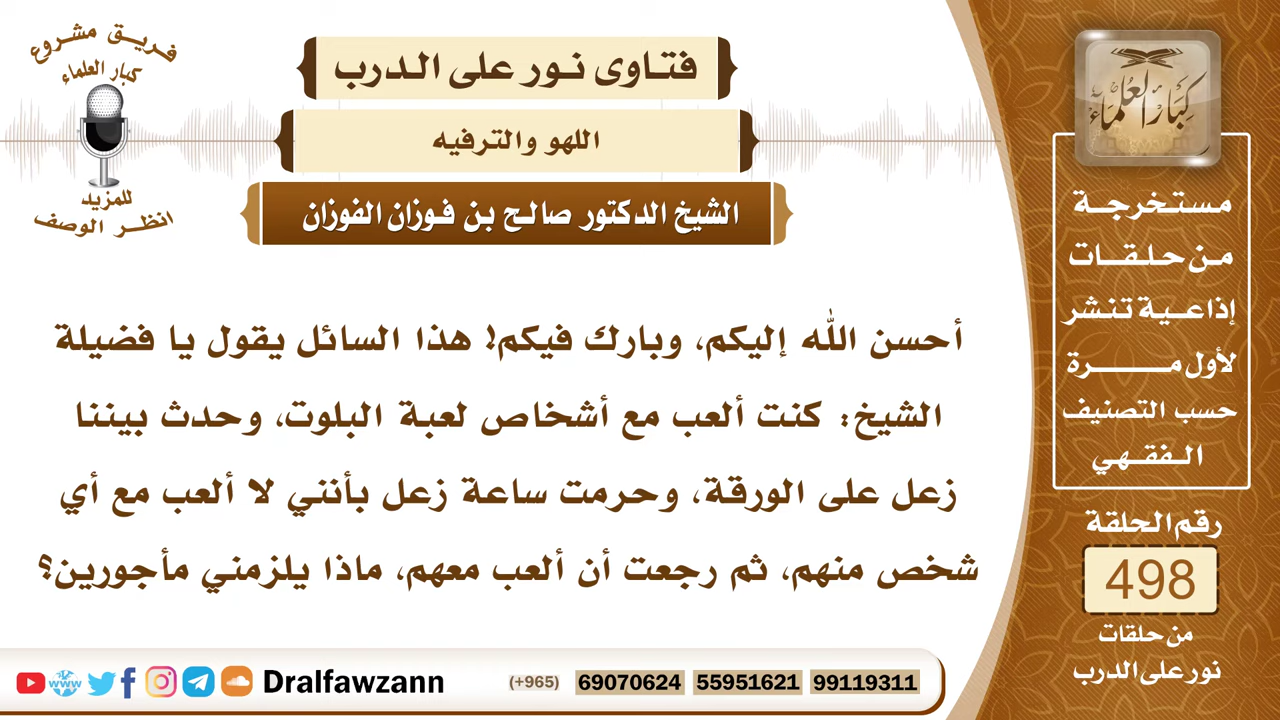 فريق مشروع
كبار العلماء
للمزيد
انظر الوصف
فتاوى نور على الدرب
اللهو والترفيه
الشيخ الدكتور صالح بن فوزان الفوزان
أحسن الله إليكم، وبارك فيكم! هذا السائل يقول يا فضيلة
الشيخ: كنت ألعب مع أشخاص لعبة البلوت، وحدث بيننا
زعل على الورقة، وحرمت ساعة زعل بأنني لا ألعب مع أي
شخص منهم، ثم رجعت أن ألعب معهم، ماذا يلزمني مأجورين؟
كبار العلماء
مستخرجة
من حلقات
إذاعية تنشر
لأول مرة
حسب التصنيف
الفقهي
رقم الحلقة
498
من حلقات
نور على الدرب
www Dralfawzann (+965) 69070624 55951621 99119311